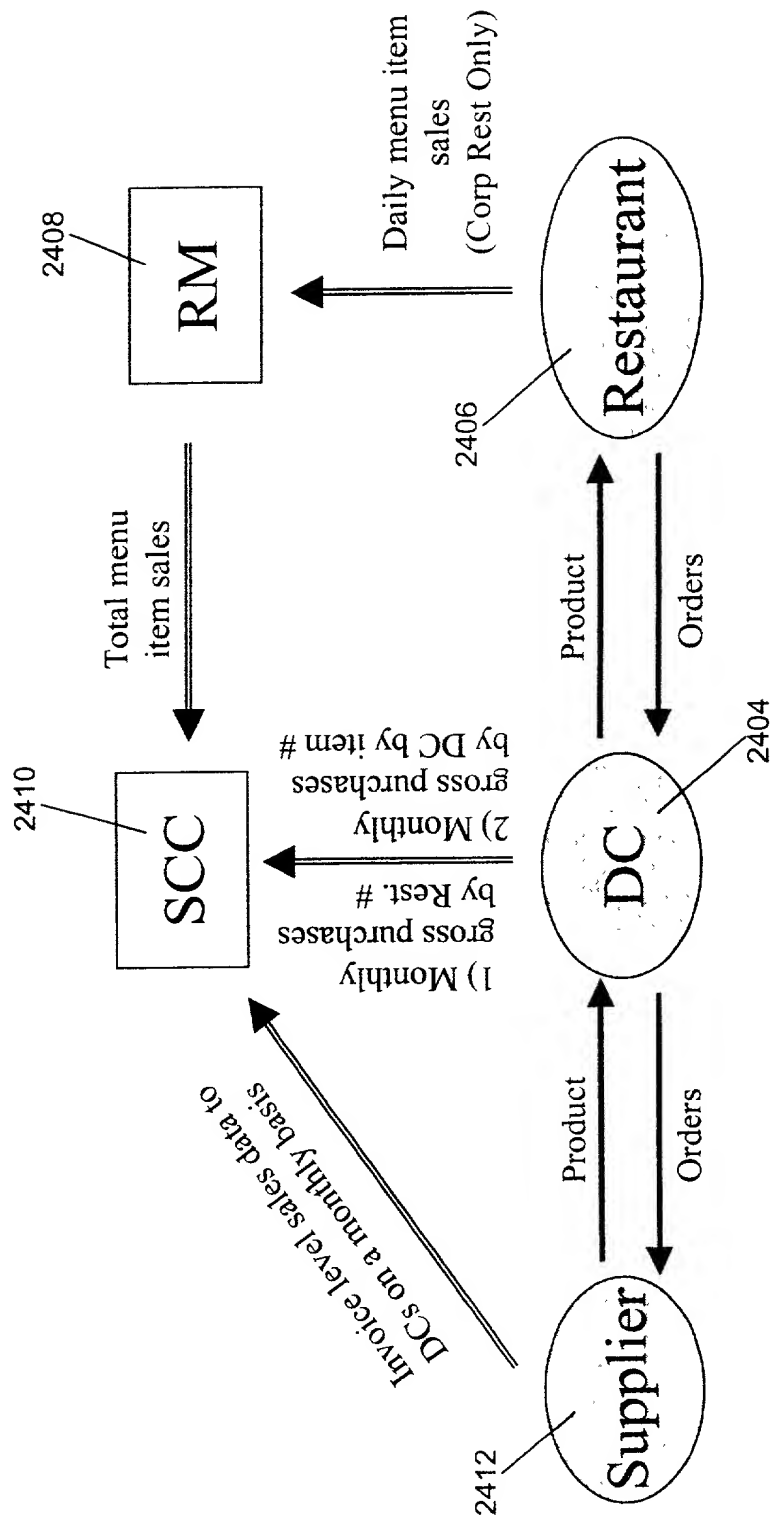 2408
RM
Daily menu item
sales
(Corp Rest Only)
2406
Restaurant
Total menu
item sales
2410
SCC
1) Monthly
gross purchases
by Rest. #
2) Monthly
gross purchases
by DC by item #
Product
Orders
DC
2404
Invoice level sales data to
DCs on a monthly basis
Product
Orders
2412
Supplier